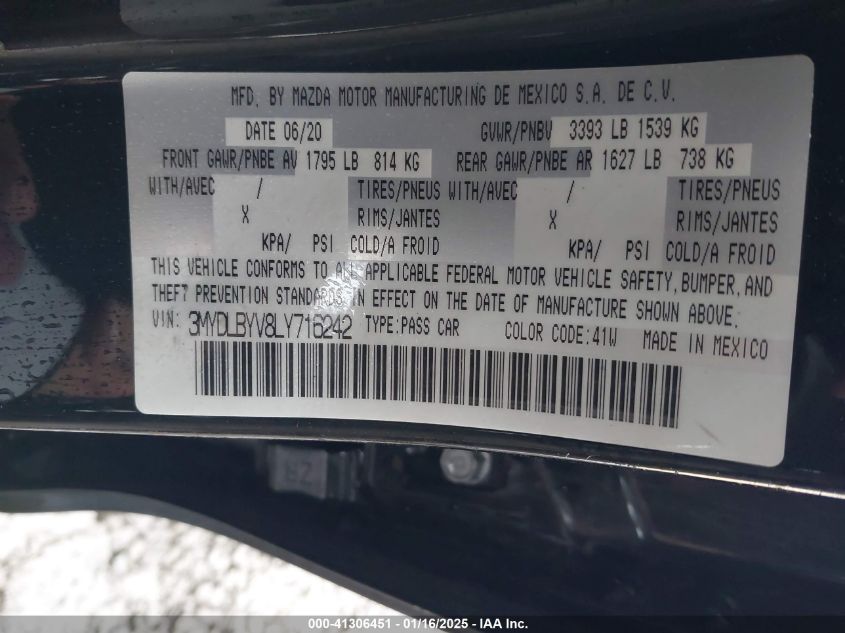 MFD. BY MAZDA MOTOR MANUFACTURING DE MEXICO S.A. DE C.V.
DATE 06/20 GVWR/PNBV 3393 LB 1539 KG
FRONT GAWR/PNBE AV 1795 LB 814 KG REAR GAWR/PNBE AR 1627 LB 738 KG
WITH/AVEC / TIRES/PNEUS WITH/AVEC / TIRES/PNEUS
X RIMS/JANTES X RIMS/JANTES
KPA/ PSI COLD/A FROID KPA/ PSI COLD/A FROID
THIS VEHICLE CONFORMS TO ALL APPLICABLE FEDERAL MOTOR VEHICLE SAFETY, BUMPER, AND
THEFT PREVENTION STANDARDS IN EFFECT ON THE DATE OF MANUFACTURE SHOWN ABOVE.
VIN: 3MYDLBYV8LY716242 TYPE:PASS CAR COLOR CODE:41W MADE IN MEXICO
000-41306451 - 01/16/2025 - IAA Inc.